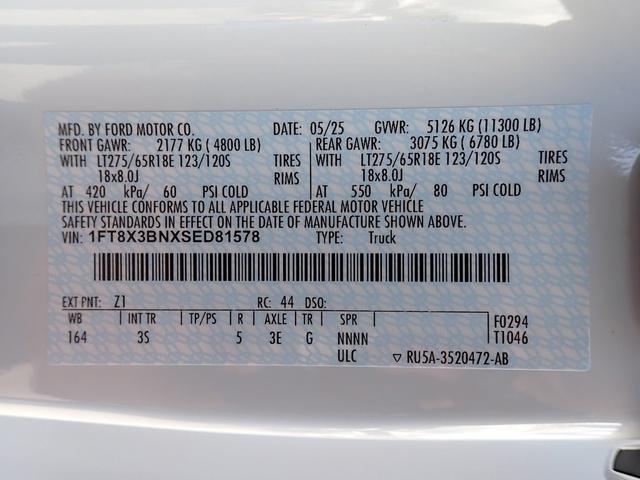 MFD. BY FORD MOTOR CO. DATE: 05/25 GVWR: 5126 KG (11300 LB)
FRONT GAWR: 2177 KG (4800 LB) REAR GAWR: 3075 KG (6780 LB)
WITH LT275/65R18E 123/120S TIRES WITH LT275/65R18E 123/120S TIRES
18x8.0J RIMS 18x8.0J RIMS
AT 420 kPa/ 60 PSI COLD AT 550 kPa/ 80 PSI COLD
THIS VEHICLE CONFORMS TO ALL APPLICABLE FEDERAL MOTOR VEHICLE
SAFETY STANDARDS IN EFFECT ON THE DATE OF MANUFACTURE SHOWN ABOVE.
VIN: 1FT8X3BNXSED81578 TYPE: Truck
EXT PNT: Z1 RC: 44 DSO:
WB INT TR TP/PS R AXLE TR SPR F0294
164 3S 5 3E G NNNN T1046
ULC ▽ RU5A-3520472-AB